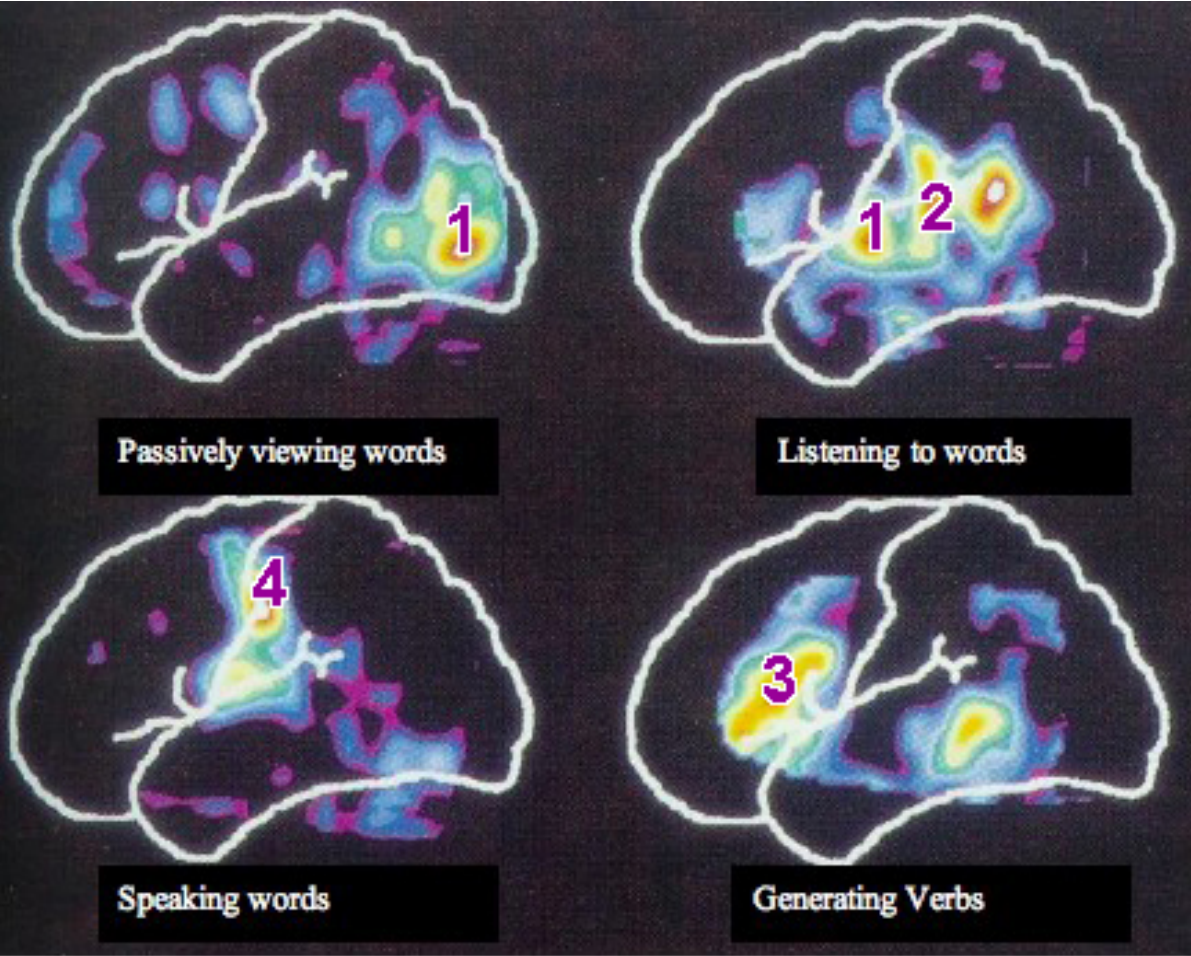 1
1 2
Passively viewing words
Listening to words
4
3
Speaking words
Generating Verbs